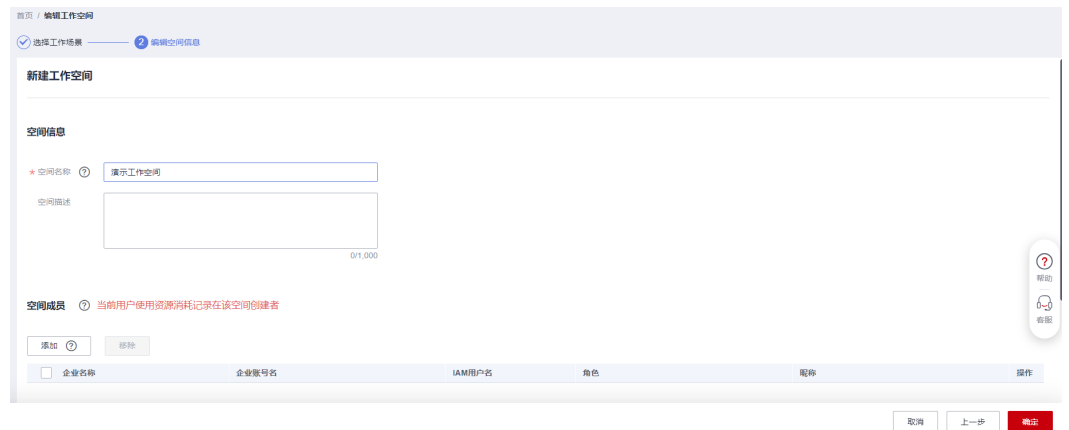 首页 / 编辑工作空间
选择工作场景 2 编辑空间信息
新建工作空间
空间信息
* 空间名称 ? 演示工作空间
空间描述
0/1,000
?
帮助
客服
空间成员 ? 当前用户使用资源消耗记录在该空间创建者
添加 ? 移除
企业名称 企业账号名 IAM用户名 角色 昵称 操作
取消 上一步 确定